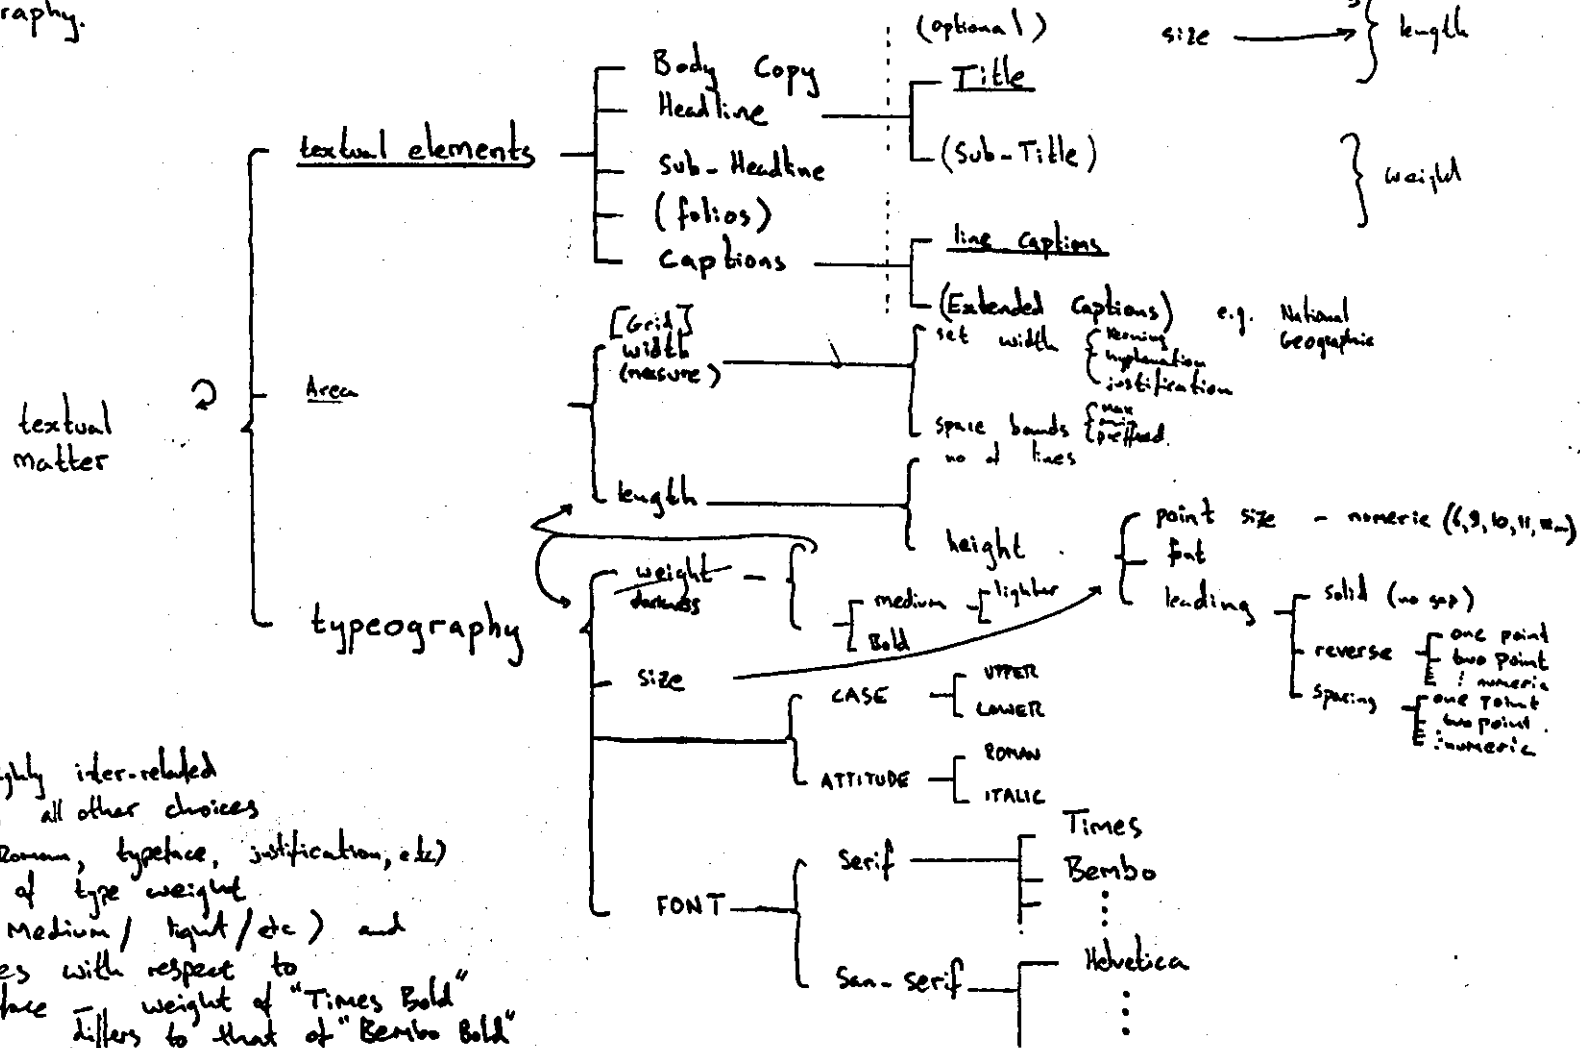 raphy.
(optional)
size
length
Body Copy
Title
Headline
textual elements
(Sub-Title)
Sub-Headline
weight
(folios)
line captions
Captions
(Extended Captions) e.g. National
Geographic
[Grid]
width
(measure)
set width
kerning
hyphenation
justification
Area
textual
matter
space bands
max
min
preffred.
no of lines
length
height
point size - numeric (6,9,10,11,
font
leading
solid (no gap)
weight
darkness
medium
lighter
Bold
typeography
reverse
one point
two point
: numeric
size
spacing
one point
two point.
: numeric
CASE
UPPER
LOWER
ATTITUDE
ROMAN
ITALIC
ghly inter-related
all other choices
Roman, typeface, justification, etc)
of type weight
Medium / light / etc) and
es with respect to
face - weight of "Times Bold"
differs to that of "Bembo Bold"
FONT
Serif
Times
Bembo
San-serif
Helvetica